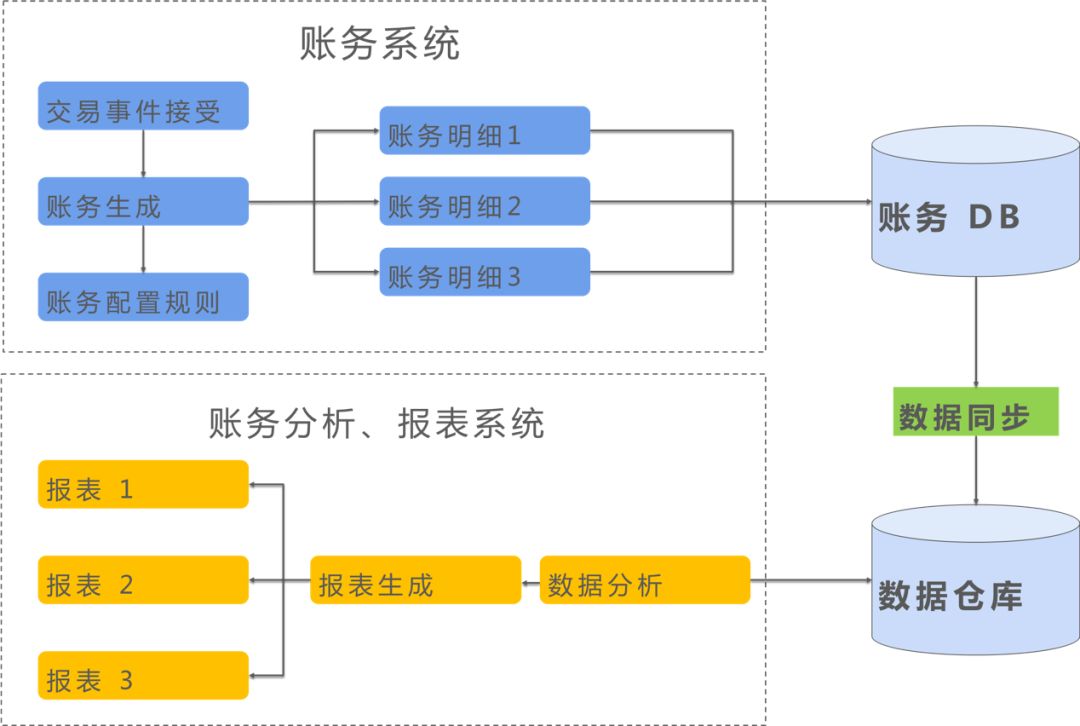 账务系统
交易事件接受
账务生成
账务配置规则
账务明细1
账务明细2
账务明细3
账务 DB
数据同步
数据仓库
账务分析、报表系统
报表 1
报表 2
报表 3
报表生成
数据分析